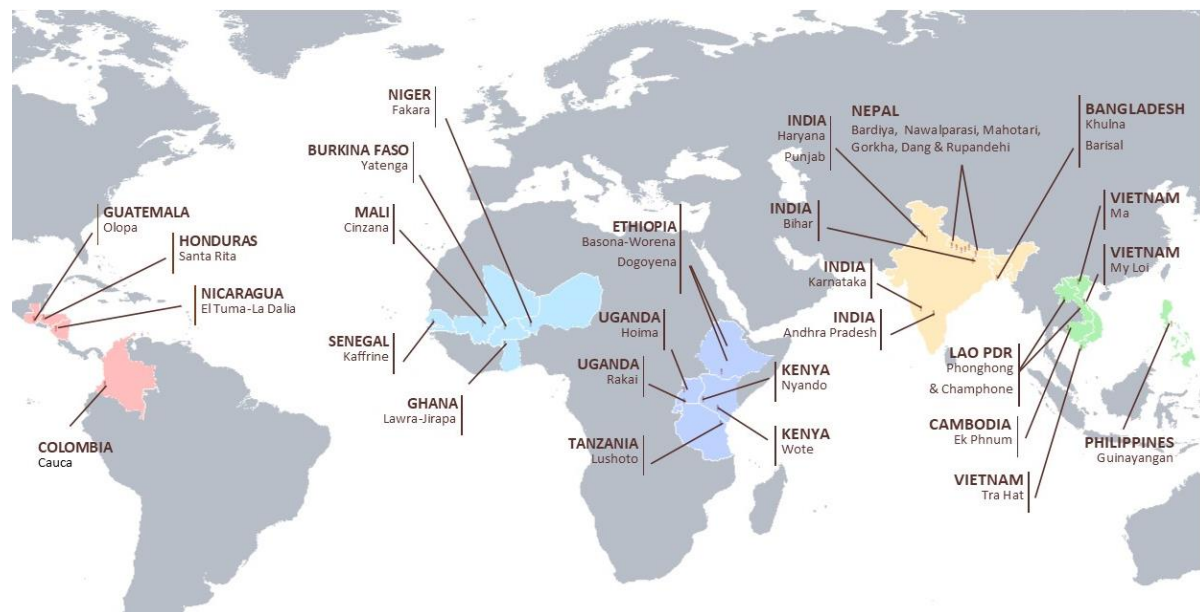 GUATEMALA
Olopa
HONDURAS
Santa Rita
NICARAGUA
El Tuma-La Dalia
COLOMBIA
Cauca
NIGER
Fakara
BURKINA FASO
Yatenga
MALI
Cinzana
SENEGAL
Kaffrine
GHANA
Lawra-Jirapa
ETHIOPIA
Basona-Worena
Dogoyena
UGANDA
Hoima
UGANDA
Rakai
TANZANIA
Lushoto
KENYA
Nyando
KENYA
Wote
INDIA
Haryana
Punjab
NEPAL
Bardiya, Nawalparasi, Mahotari,
Gorkha, Dang & Rupandehi
BANGLADESH
Khulna
Barisal
INDIA
Bihar
INDIA
Karnataka
INDIA
Andhra Pradesh
VIETNAM
Ma
VIETNAM
My Loi
LAO PDR
Phonghong
& Champhone
CAMBODIA
Ek Phnum
VIETNAM
Tra Hat
PHILIPPINES
Guinayangan